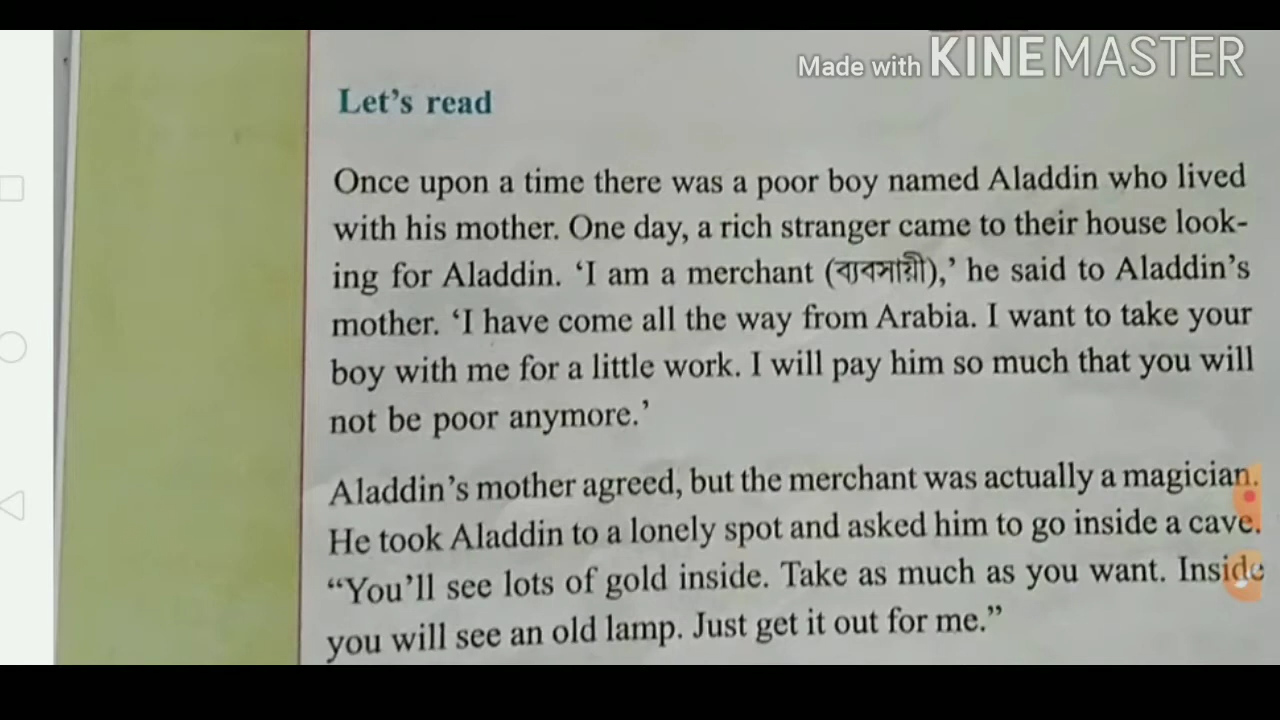 Made with KINEMASTER
Let's read
Once upon a time there was a poor boy named Aladdin who lived
with his mother. One day, a rich stranger came to their house look-
ing for Aladdin. ‘I am a merchant (ব্যবসায়ী),’ he said to Aladdin’s
mother. ‘I have come all the way from Arabia. I want to take your
boy with me for a little work. I will pay him so much that you will
not be poor anymore.’
Aladdin’s mother agreed, but the merchant was actually a magician.
He took Aladdin to a lonely spot and asked him to go inside a cave.
“You’ll see lots of gold inside. Take as much as you want. Inside
you will see an old lamp. Just get it out for me.”